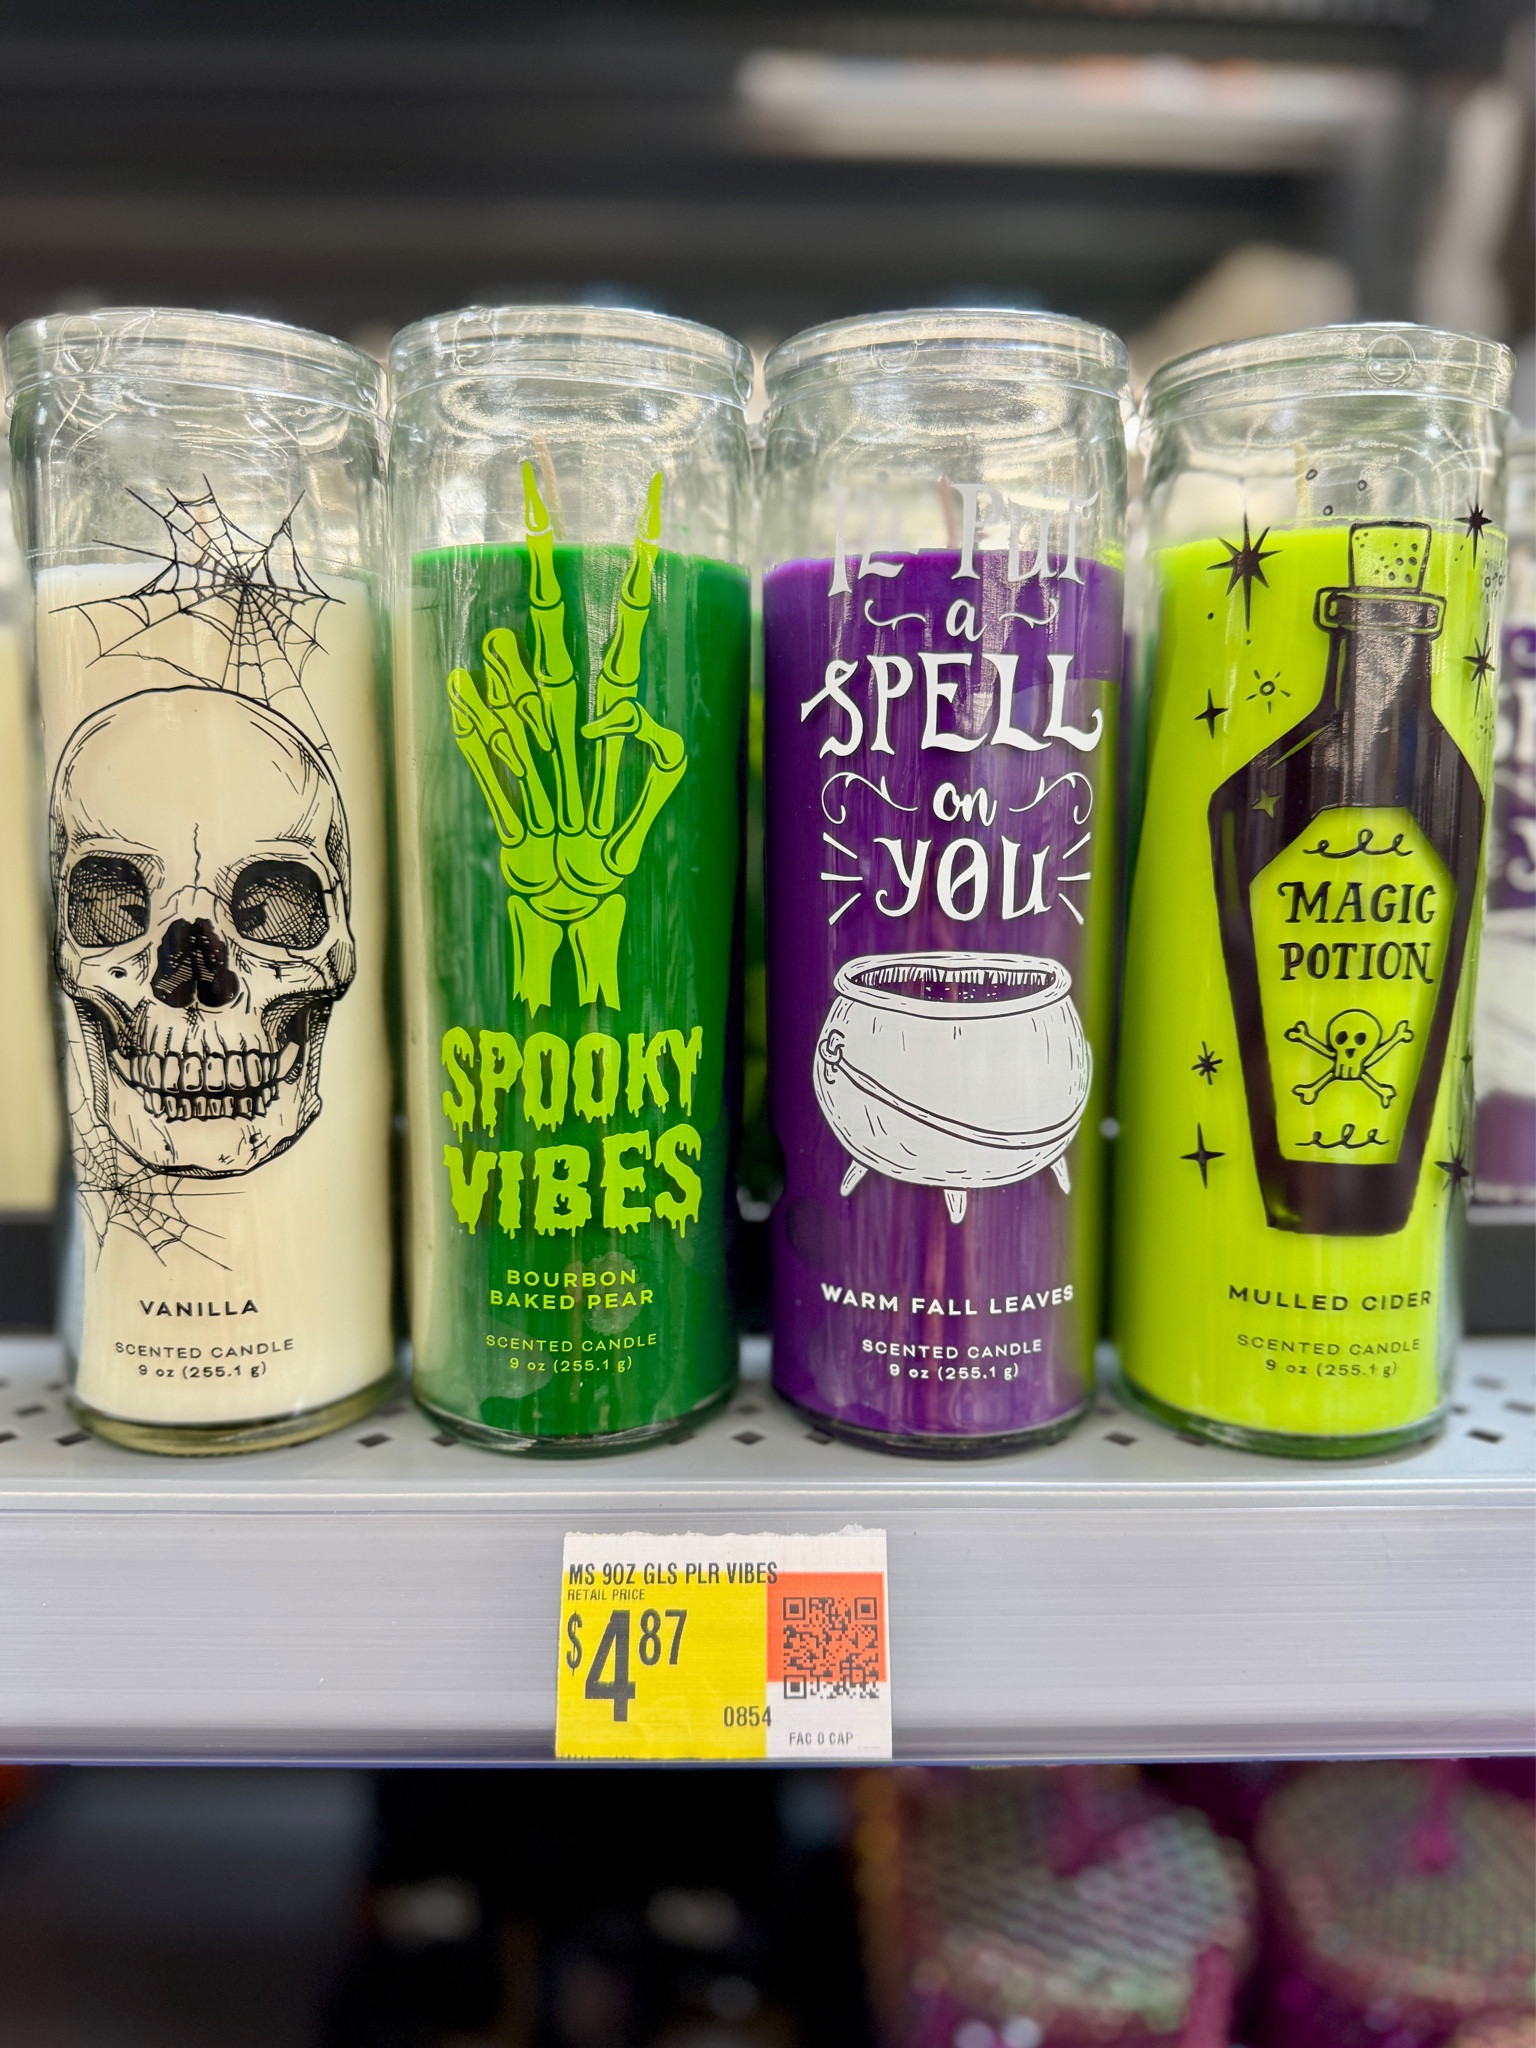 VANILLA
SCENTED CANDLE
9 oz (255.1 g)
SPOOKY
VIBES
BOURBON
BAKED PEAR
SCENTED CANDLE
9 oz (255.1 g)
Put
a
SPELL
on
YOU
WARM FALL LEAVES
SCENTED CANDLE
9 oz (255.1 g)
MAGIC
POTION
MULLED CIDER
SCENTED CANDLE
9 oz (255.1 g)
MS 9OZ GLS PLR VIBES
RETAIL PRICE
$4.87
0854
FAC 0 CAP